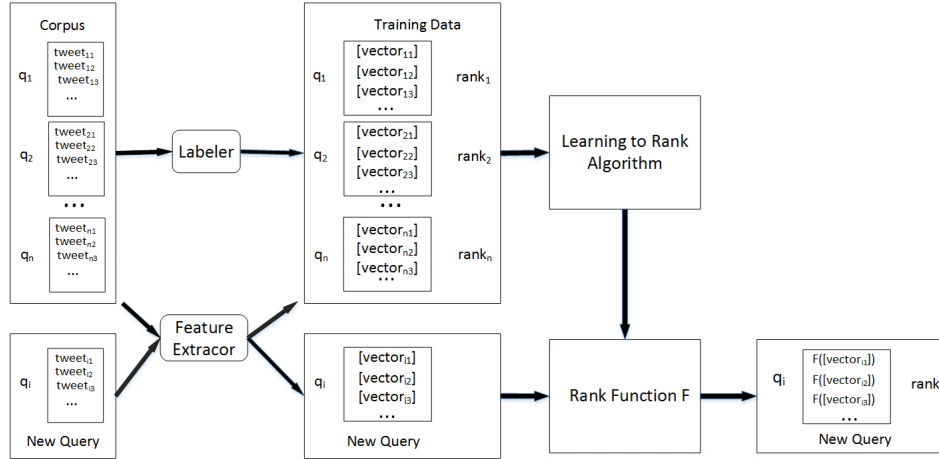 Corpus
q1
tweet11
tweet12
tweet13
...
q2
tweet21
tweet22
tweet23
...
...
qn
tweetn1
tweetn2
tweetn3
...
Labeler
Training Data
q1
[vector11]
[vector12]
[vector13]
...
rank1
q2
[vector21]
[vector22]
[vector23]
...
rank2
...
qn
[vectorn1]
[vectorn2]
[vectorn3]
...
rankn
Learning to Rank
Algorithm
Feature
Extracor
qi
tweeti1
tweeti2
tweeti3
...
New Query
qi
[vectori1]
[vectori2]
[vectori3]
...
New Query
Rank Function F
qi
F([vectori1])
F([vectori2])
F([vectori3])
...
rank
New Query